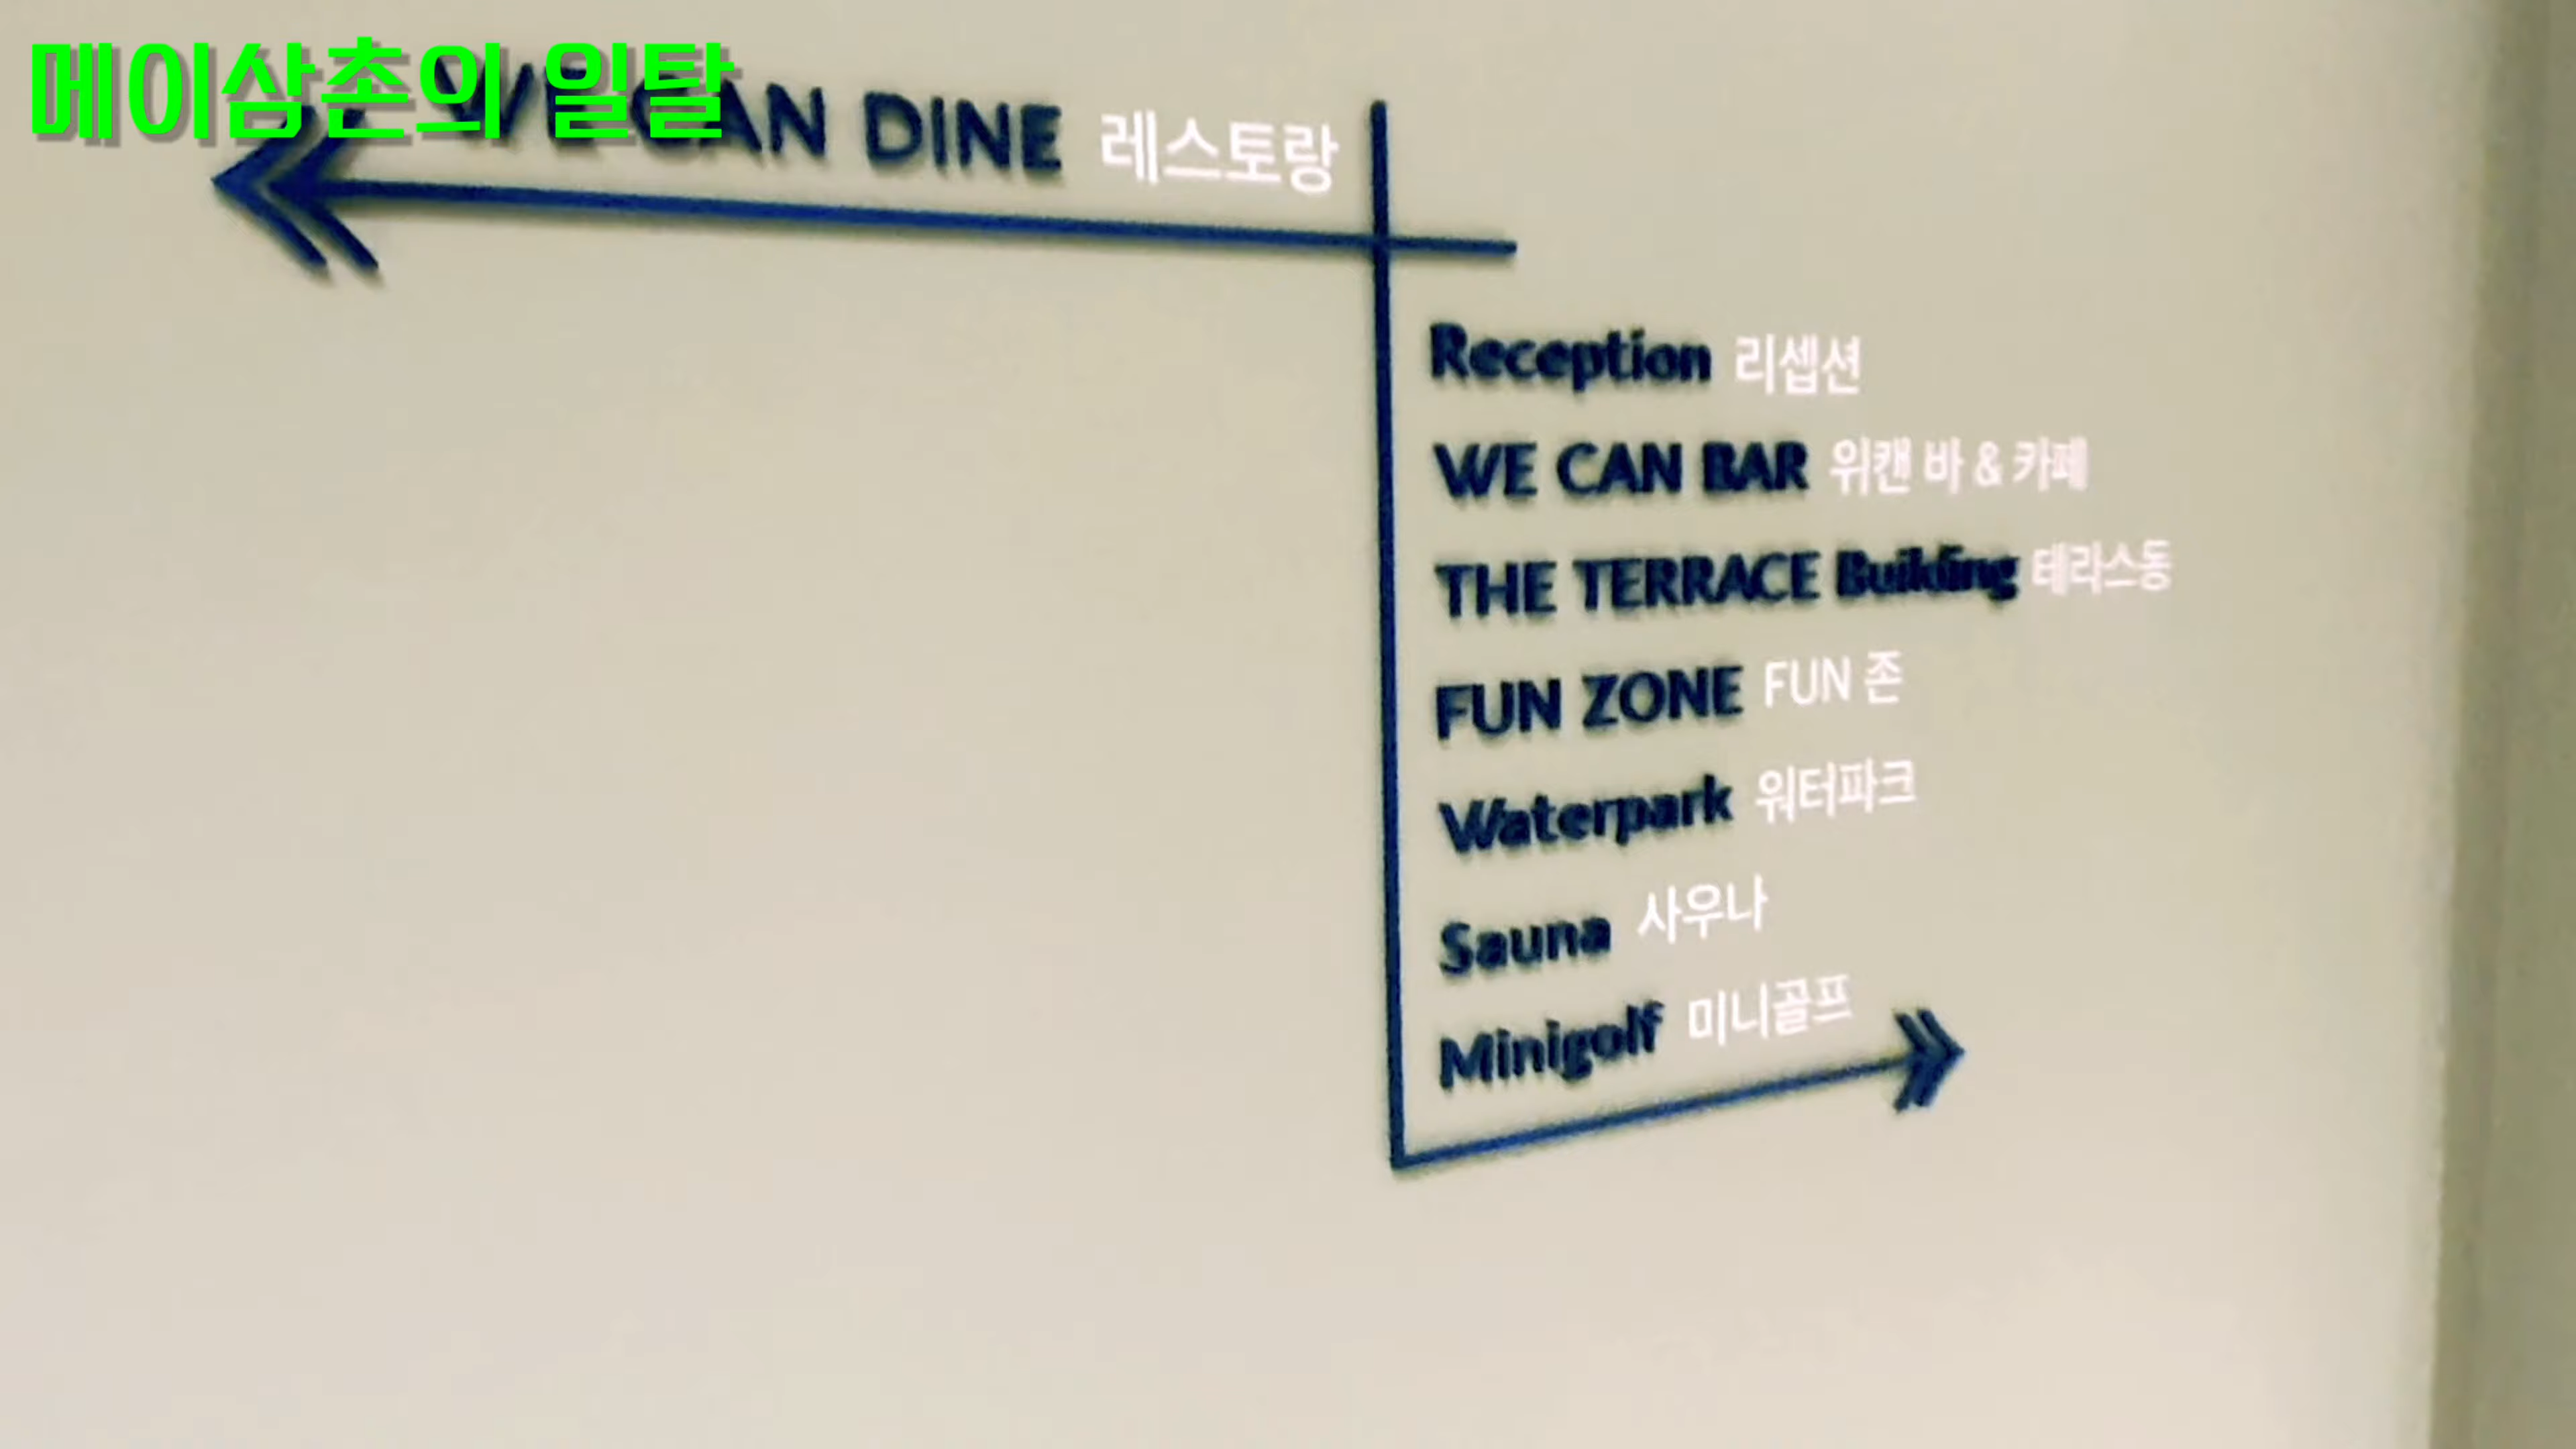 메이삼촌의 일탈
WE CAN DINE 레스토랑
Reception 리셉션
WE CAN BAR 위캔 바 & 카페
THE TERRACE Building 테라스동
FUN ZONE FUN 존
Waterpark 워터파크
Sauna 사우나
Minigolf 미니골프